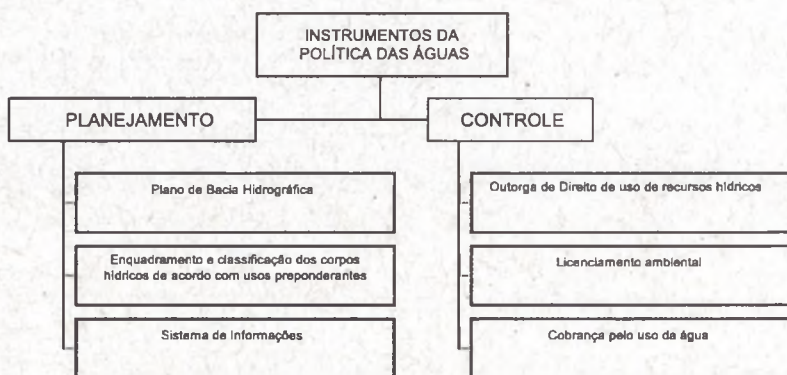 INSTRUMENTOS DA
POLÍTICA DAS ÁGUAS
PLANEJAMENTO
CONTROLE
Plano de Bacia Hidrográfica
Outorga de Direito de uso de recursos hídricos
Enquadramento e classificação dos corpos
hídricos de acordo com usos preponderantes
Licenciamento ambiental
Sistema de Informações
Cobrança pelo uso da água